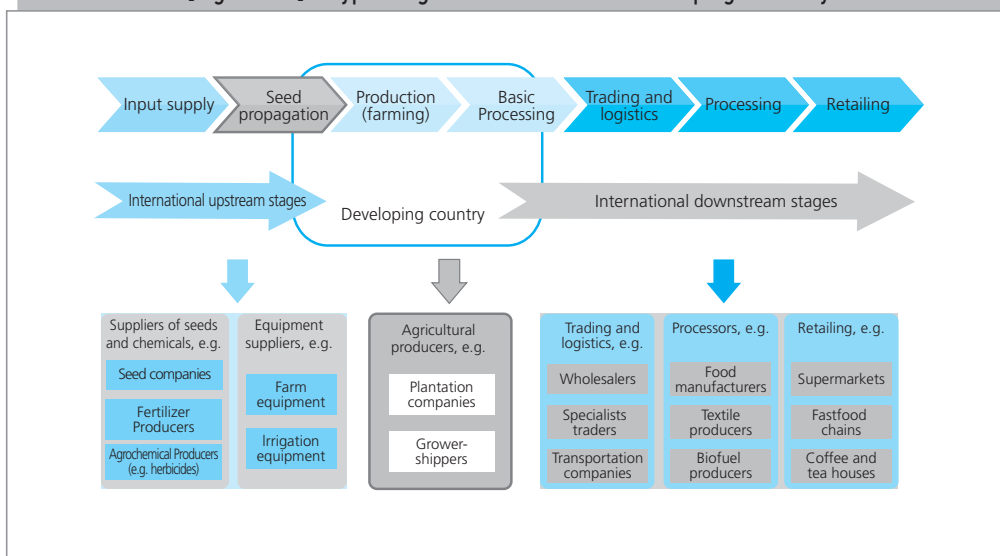 Input supply
Seed
propagation
Production
(farming)
Basic
Processing
Trading and
logistics
Processing
Retailing
International upstream stages
Developing country
International downstream stages
Suppliers of seeds
and chemicals, e.g.
Seed companies
Fertilizer
Producers
Agrochemical Producers
(e.g. herbicides)
Equipment
suppliers, e.g.
Farm
equipment
Irrigation
equipment
Agricultural
producers, e.g.
Plantation
companies
Grower-
shippers
Trading and
logistics, e.g.
Wholesalers
Specialists
traders
Transportation
companies
Processors, e.g.
Food
manufacturers
Textile
producers
Biofuel
producers
Retailing, e.g.
Supermarkets
Fastfood
chains
Coffee and
tea houses